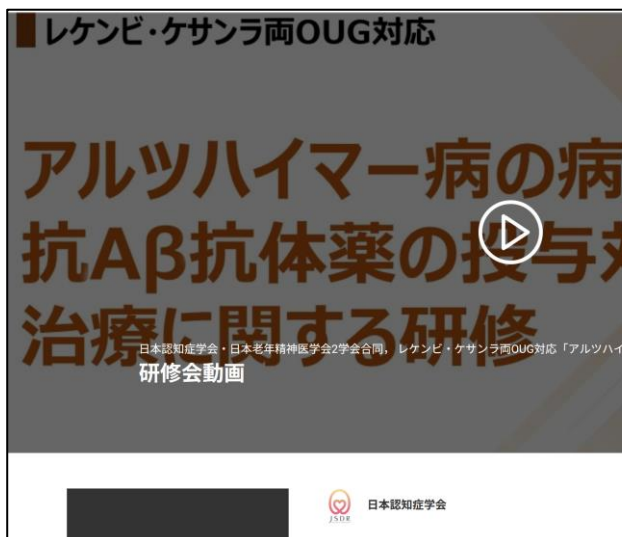 レケンビ・ケサンラ両OUG対応
アルツハイマー病の病
抗Aβ抗体薬の投与対
治療に関する研修
日本認知症学会・日本老年精神医学会2学会合同， レケンビ・ケサンラ両OUG対応「アルツハイ
研修会動画
日本認知症学会
JSDR